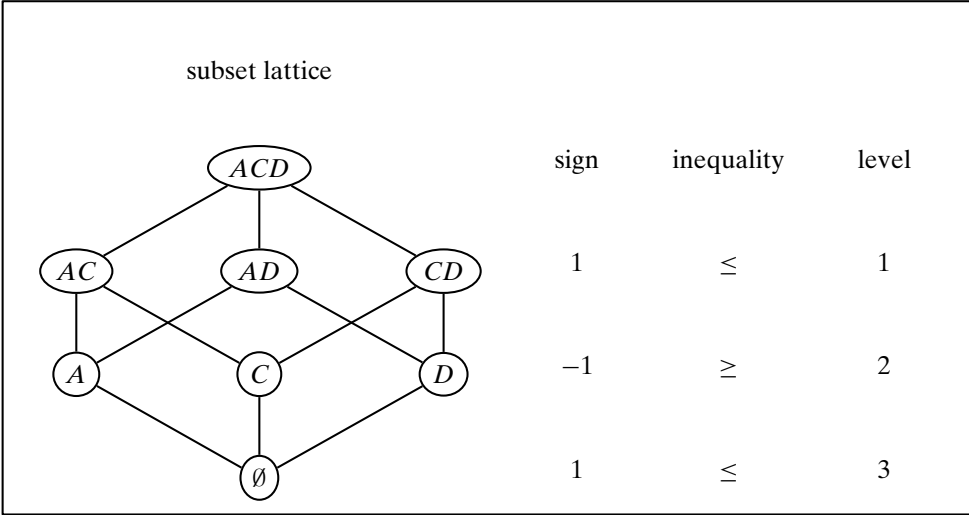 subset lattice
ACD sign inequality level
AC AD CD 1 ≤ 1
A C D −1 ≥ 2
∅ 1 ≤ 3